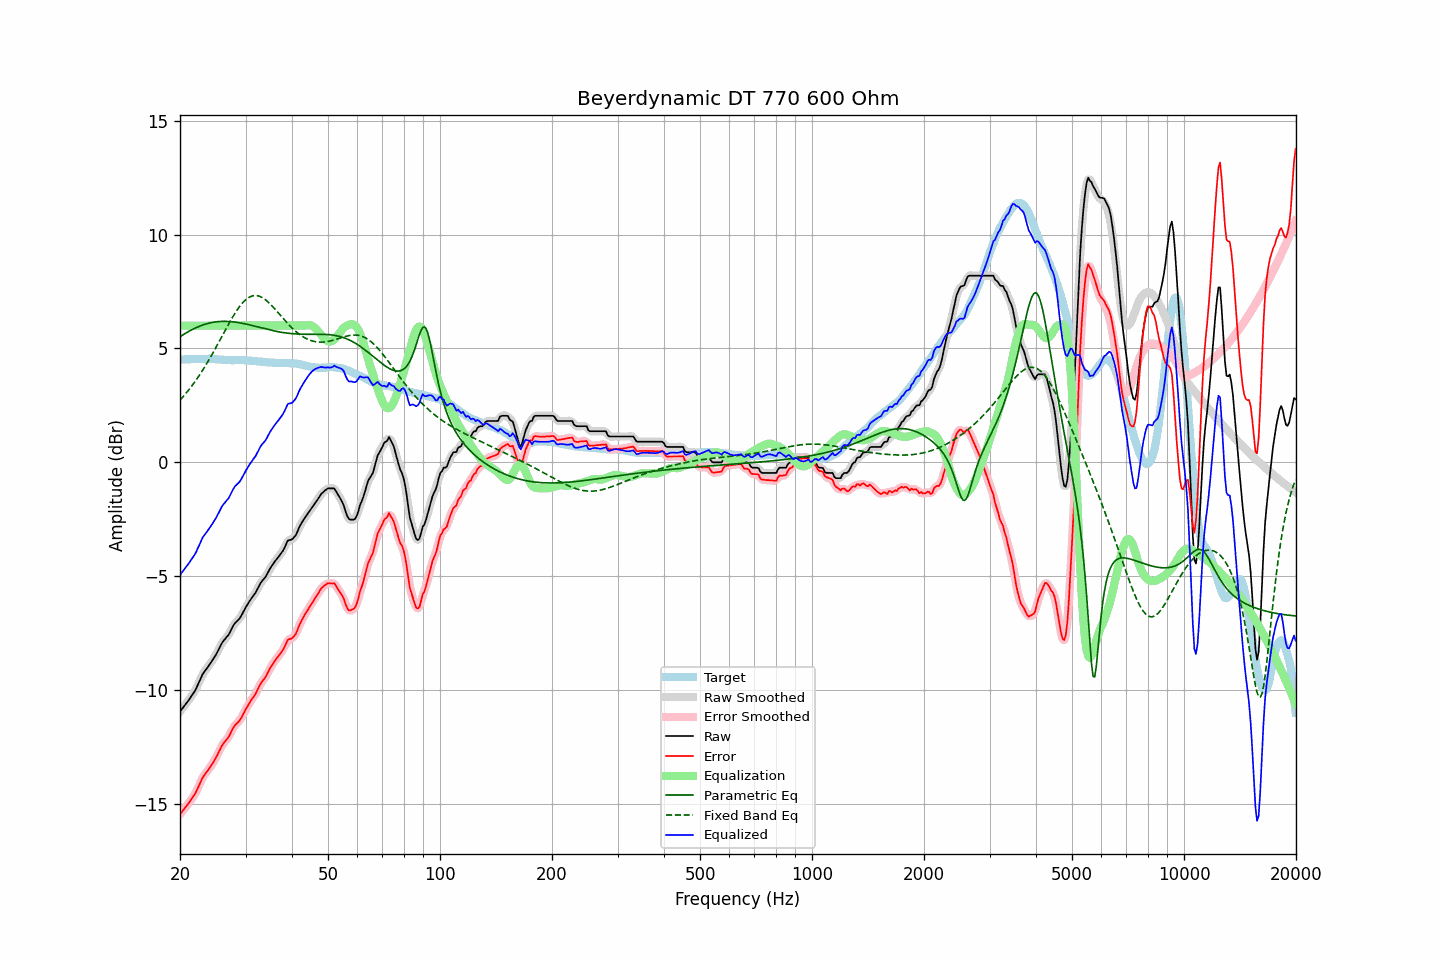 Beyerdynamic DT 770 600 Ohm
15
10
5
0
−5
−10
−15
Amplitude (dBr)
Target
Raw Smoothed
Error Smoothed
Raw
Error
Equalization
Parametric Eq
Fixed Band Eq
Equalized
20 50 100 200 500 1000 2000 5000 10000 20000
Frequency (Hz)